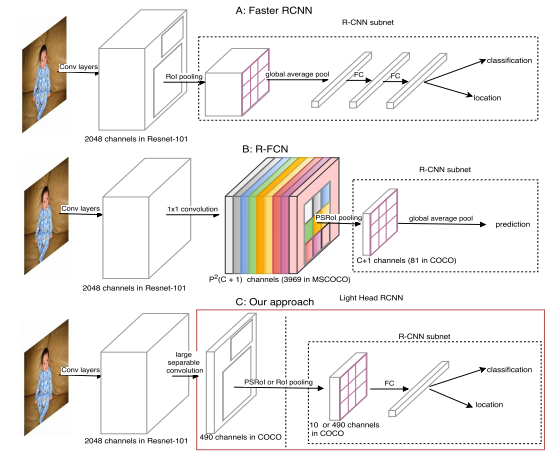 A: Faster RCNN
R-CNN subnet
Conv layers
RoI pooling
global average pool
FC
FC
classification
location
2048 channels in Resnet-101
B: R-FCN
R-CNN subnet
Conv layers
1x1 convolution
PSRoI pooling
global average pool
prediction
C+1 channels (81 in COCO)
P²(C + 1) channels (3969 in MSCOCO)
2048 channels in Resnet-101
C: Our approach
Light Head RCNN
R-CNN subnet
Conv layers
large
separable
convolution
PSRoI or RoI pooling
FC
classification
location
10 or 490 channels
in COCO
2048 channels in Resnet-101
490 channels in COCO